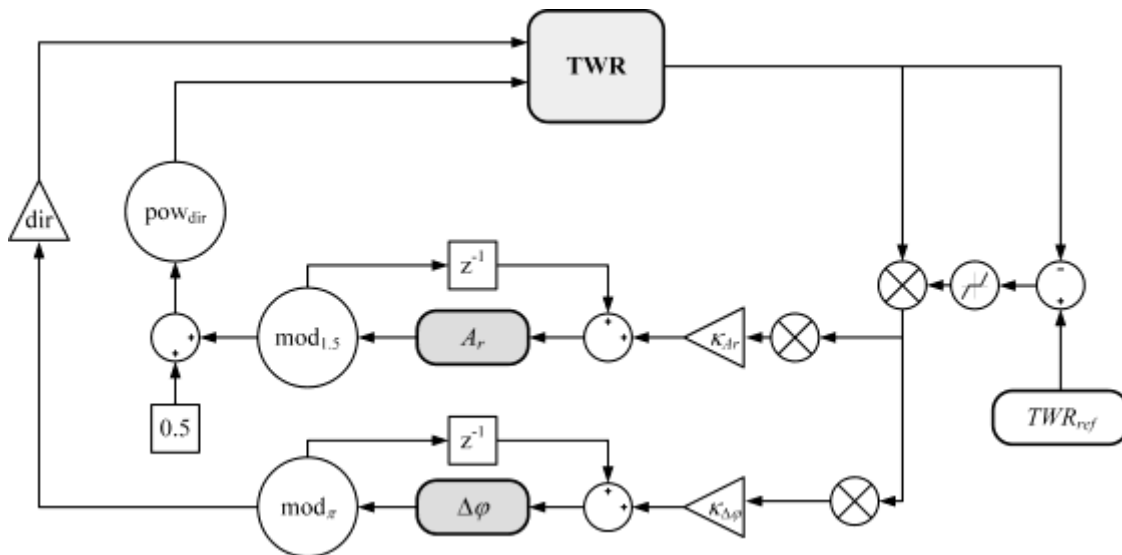 TWR
dir
pow_dir
z⁻¹
-
+
κ_Ar
A_r
mod_1.5
+
+
+
+
0.5
TWR_ref
z⁻¹
κ_Δφ
Δφ
mod_π
+
+